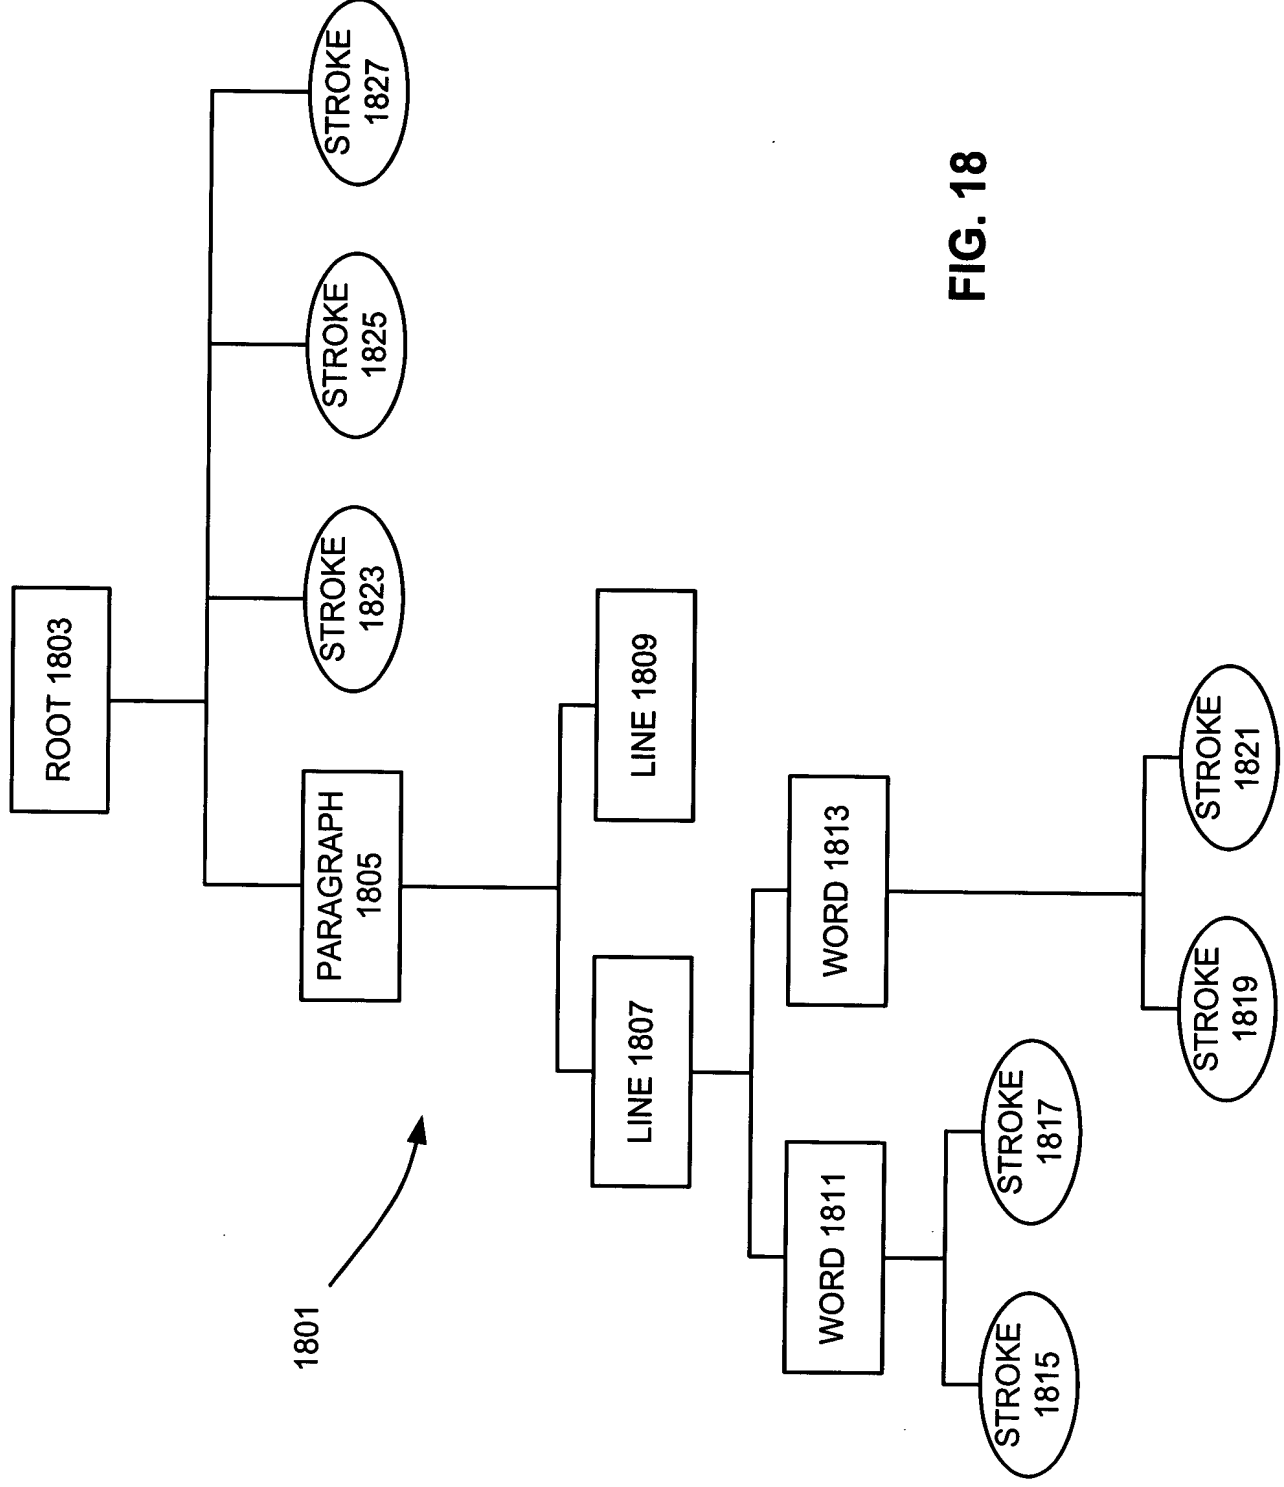 ROOT 1803
PARAGRAPH
1805
STROKE
1823
STROKE
1825
STROKE
1827
1801
LINE 1807
LINE 1809
WORD 1811
WORD 1813
STROKE
1815
STROKE
1817
STROKE
1819
STROKE
1821
FIG. 18